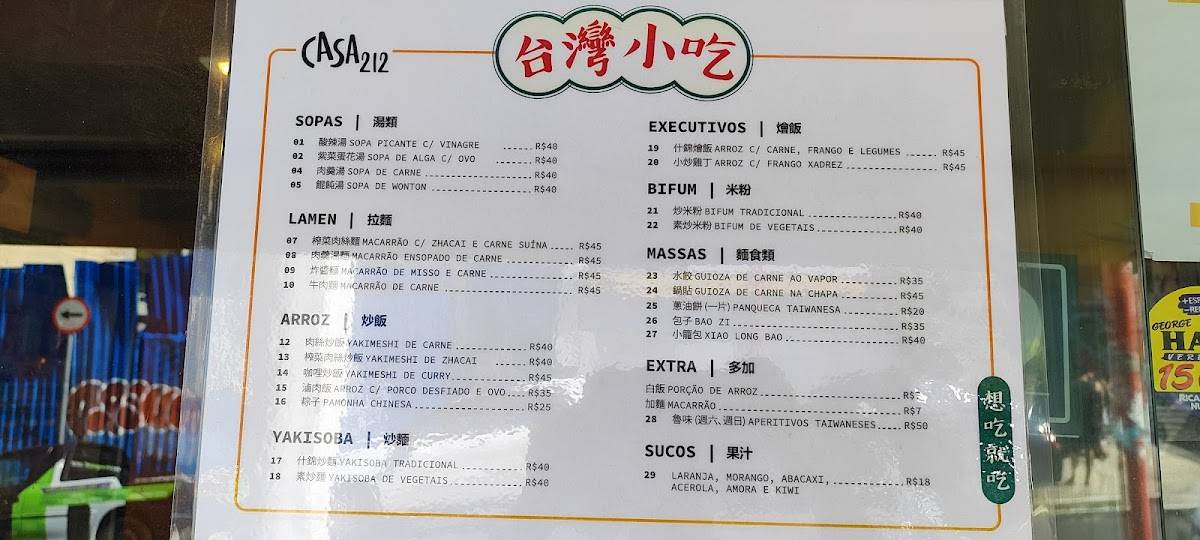 CASA212
台灣小吃
SOPAS | 湯類
01 酸辣湯 SOPA PICANTE C/ VINAGRE R$40
02 紫菜蛋花湯 SOPA DE ALGA C/ OVO R$40
04 肉羹湯 SOPA DE CARNE R$40
05 餛飩湯 SOPA DE WONTON R$40
LAMEN | 拉麵
07 榨菜肉絲麵 MACARRÃO C/ ZHACAI E CARNE SUÍNA R$45
08 肉羹湯麵 MACARRÃO ENSOPADO DE CARNE R$45
09 炸醬麵 MACARRÃO DE MISSO E CARNE R$45
10 牛肉麵 MACARRÃO DE CARNE R$45
ARROZ | 炒飯
12 肉絲炒飯 YAKIMESHI DE CARNE R$40
13 榨菜肉絲炒飯 YAKIMESHI DE ZHACAI R$40
14 咖哩炒飯 YAKIMESHI DE CURRY R$45
15 滷肉飯 ARROZ C/ PORCO DESFIADO E OVO R$35
16 粽子 PAMONHA CHINESA R$25
YAKISOBA | 炒麵
17 什錦炒麵 YAKISOBA TRADICIONAL R$40
18 素炒麵 YAKISOBA DE VEGETAIS R$40
EXECUTIVOS | 燴飯
19 什錦燴飯 ARROZ C/ CARNE, FRANGO E LEGUMES R$45
20 小炒雞丁 ARROZ C/ FRANGO XADREZ R$45
BIFUM | 米粉
21 炒米粉 BIFUM TRADICIONAL R$40
22 素炒米粉 BIFUM DE VEGETAIS R$40
MASSAS | 麵食類
23 水餃 GUIOZA DE CARNE AO VAPOR R$35
24 鍋貼 GUIOZA DE CARNE NA CHAPA R$45
25 蔥油餅 (一片) PANQUECA TAIWANESA R$20
26 包子 BAO ZI R$35
27 小籠包 XIAO LONG BAO R$40
EXTRA | 多加
白飯 PORÇÃO DE ARROZ
加麵 MACARRÃO R$7
28 魯味 (週六、週日) APERITIVOS TAIWANESES R$50
SUCOS | 果汁
29 LARANJA, MORANGO, ABACAXI, R$18
ACEROLA, AMORA E KIWI
想吃就吃
GEORGE